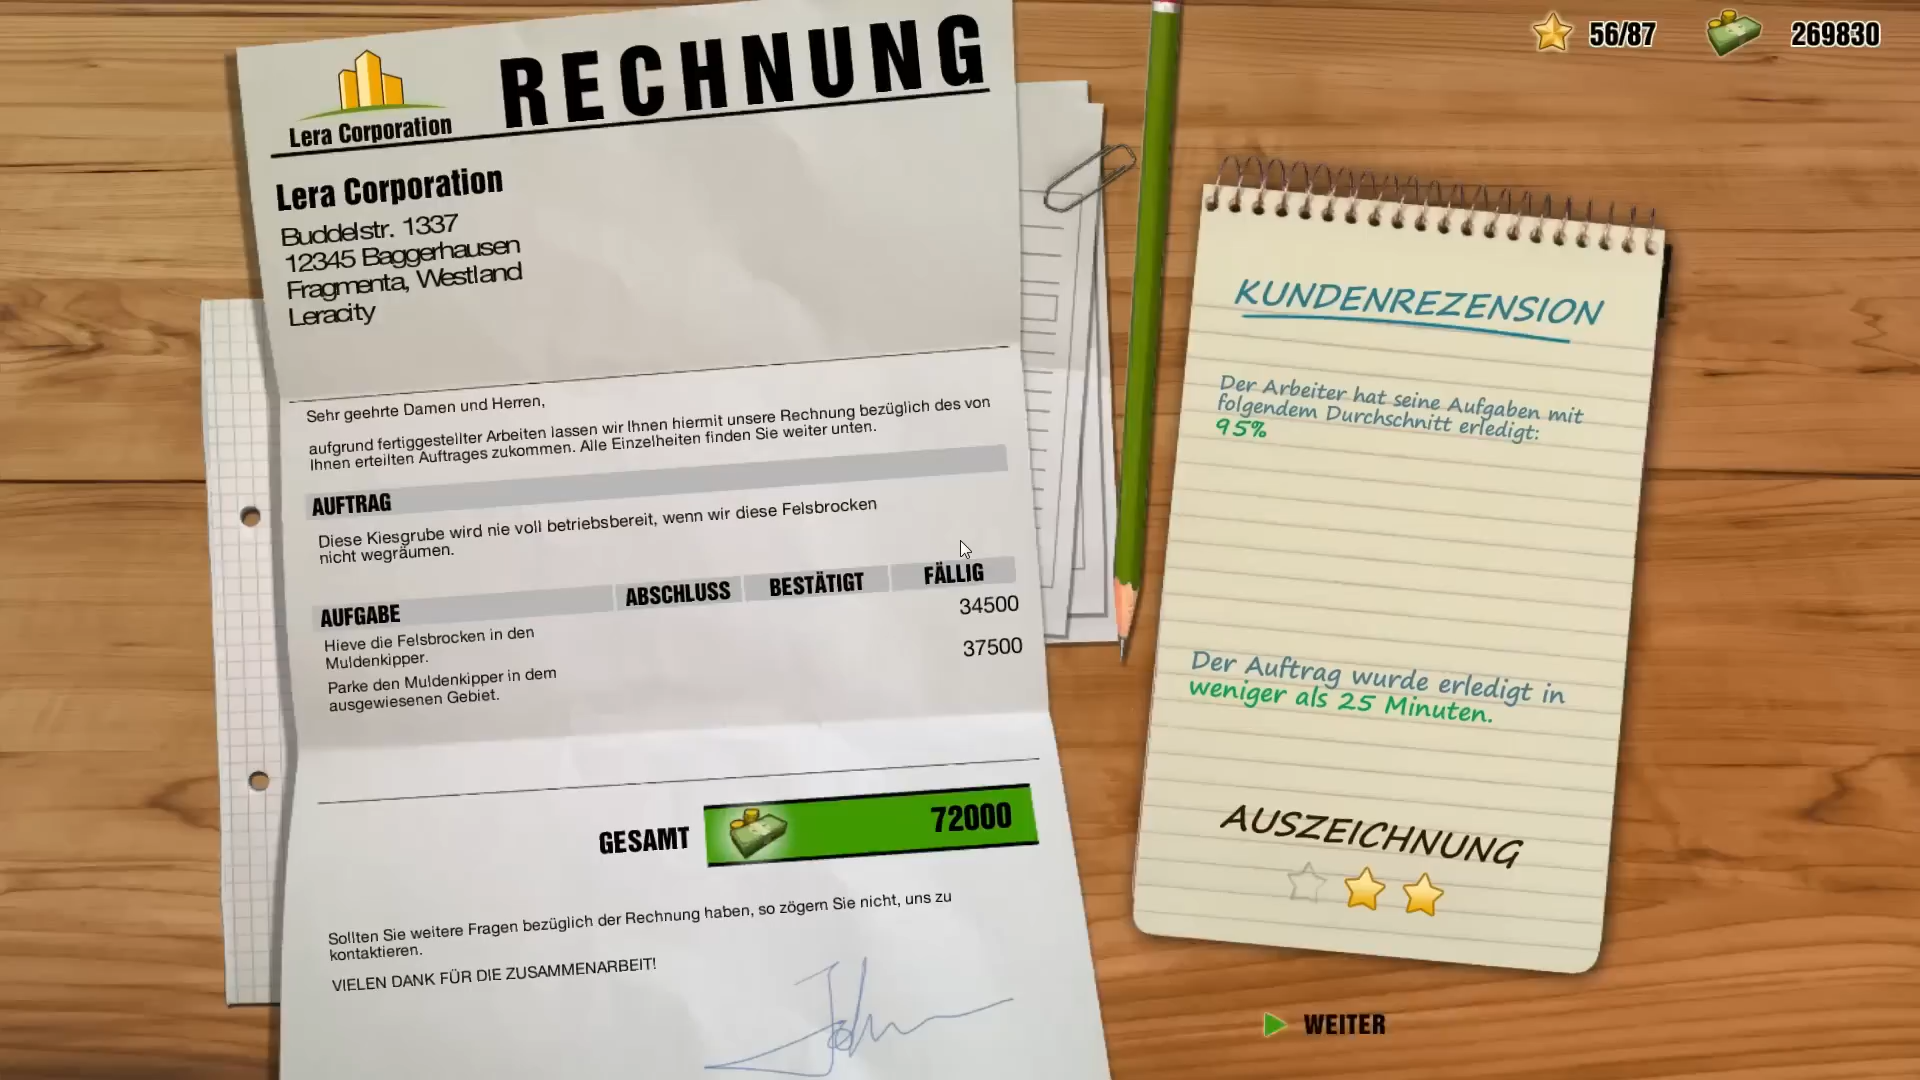 56/87
269830
RECHNUNG
Lera Corporation
Lera Corporation
Buddelstr. 1337
12345 Baggerhausen
Fragmenta, Westland
Leracity
Sehr geehrte Damen und Herren,
aufgrund fertiggestellter Arbeiten lassen wir Ihnen hiermit unsere Rechnung bezüglich des von
Ihnen erteilten Auftrages zukommen. Alle Einzelheiten finden Sie weiter unten.
AUFTRAG
Diese Kiesgrube wird nie voll betriebsbereit, wenn wir diese Felsbrocken
nicht wegräumen.
AUFGABE ABSCHLUSS BESTÄTIGT FÄLLIG
Hieve die Felsbrocken in den 34500
Muldenkipper.
Parke den Muldenkipper in dem 37500
ausgewiesenen Gebiet.
GESAMT 72000
Sollten Sie weitere Fragen bezüglich der Rechnung haben, so zögern Sie nicht, uns zu
kontaktieren.
VIELEN DANK FÜR DIE ZUSAMMENARBEIT!
KUNDENREZENSION
Der Arbeiter hat seine Aufgaben mit
folgendem Durchschnitt erledigt:
95%
Der Auftrag wurde erledigt in
weniger als 25 Minuten.
AUSZEICHNUNG
WEITER